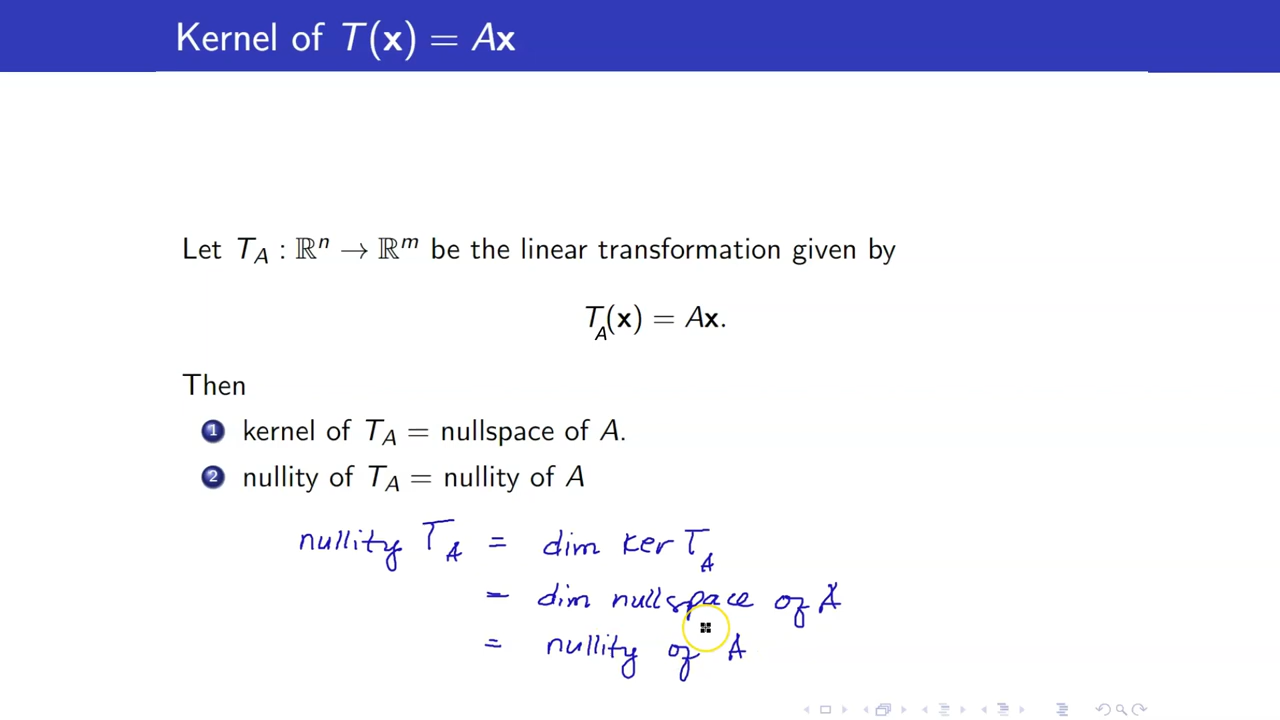 Kernel of T(x) = Ax
Let T_A : ℝⁿ → ℝᵐ be the linear transformation given by
T_A(x) = Ax.
Then
1 kernel of T_A = nullspace of A.
2 nullity of T_A = nullity of A
nullity T_A = dim ker T_A
= dim nullspace of A
= nullity of A